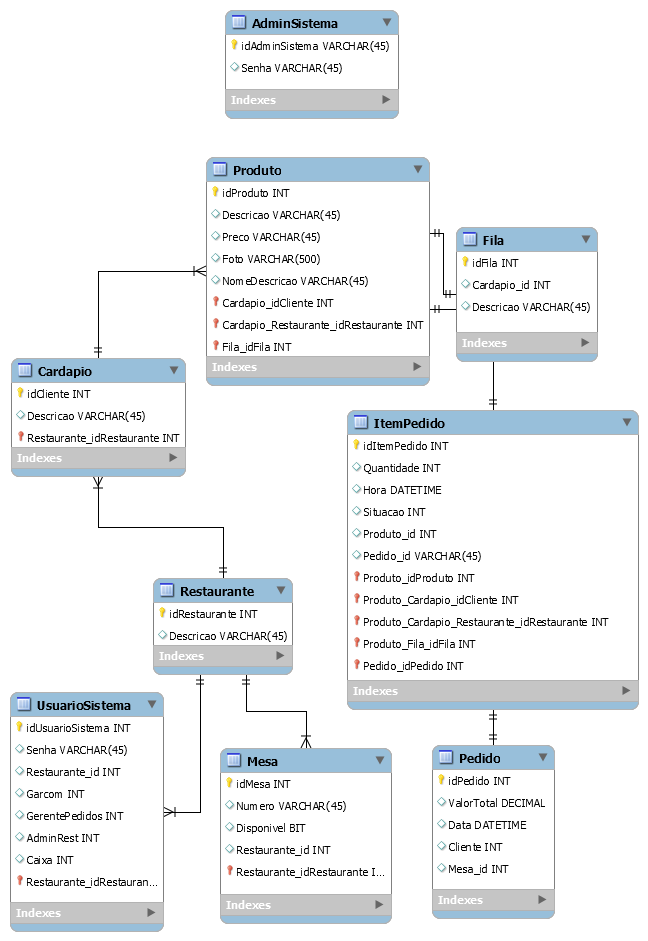 AdminSistema
idAdminSistema VARCHAR(45)
Senha VARCHAR(45)
Indexes
Produto
idProduto INT
Descricao VARCHAR(45)
Preco VARCHAR(45)
Foto VARCHAR(500)
NomeDescricao VARCHAR(45)
Cardapio_idCliente INT
Cardapio_Restaurante_idRestaurante INT
Fila_idFila INT
Indexes
Fila
idFila INT
Cardapio_id INT
Descricao VARCHAR(45)
Indexes
Cardapio
idCliente INT
Descricao VARCHAR(45)
Restaurante_idRestaurante INT
Indexes
ItemPedido
idItemPedido INT
Quantidade INT
Hora DATETIME
Situacao INT
Produto_id INT
Pedido_id VARCHAR(45)
Produto_idProduto INT
Produto_Cardapio_idCliente INT
Produto_Cardapio_Restaurante_idRestaurante INT
Produto_Fila_idFila INT
Pedido_idPedido INT
Indexes
Restaurante
idRestaurante INT
Descricao VARCHAR(45)
Indexes
UsuarioSistema
idUsuarioSistema INT
Senha VARCHAR(45)
Restaurante_id INT
Garcom INT
GerentePedidos INT
AdminRest INT
Caixa INT
Restaurante_idRestauran...
Indexes
Mesa
idMesa INT
Numero VARCHAR(45)
Disponivel BIT
Restaurante_id INT
Restaurante_idRestaurante I...
Indexes
Pedido
idPedido INT
ValorTotal DECIMAL
Data DATETIME
Cliente INT
Mesa_id INT
Indexes